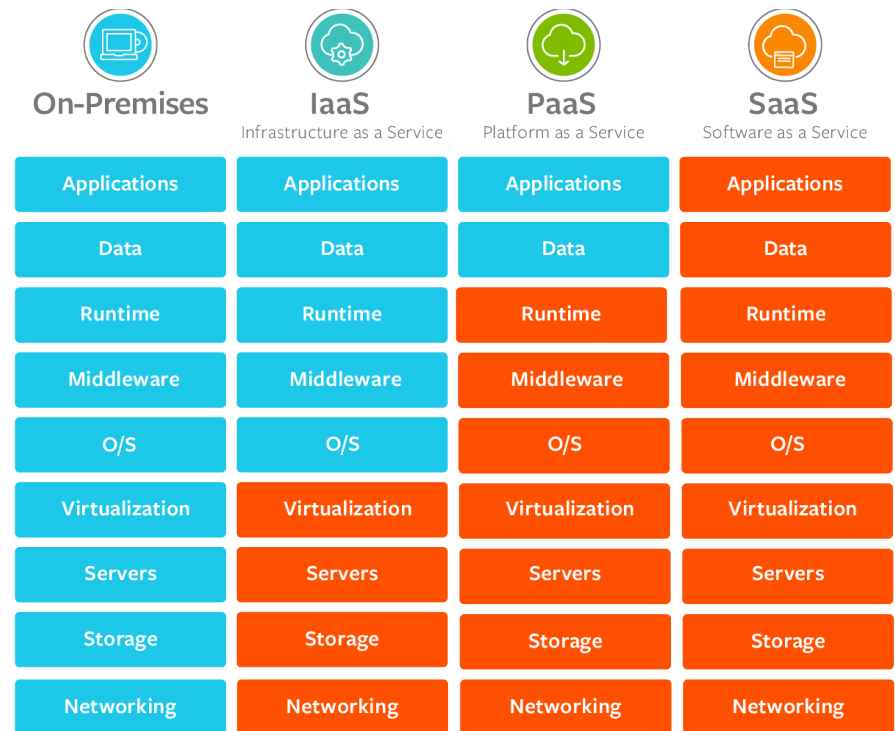 On-Premises
IaaS
Infrastructure as a Service
PaaS
Platform as a Service
SaaS
Software as a Service
Applications Applications Applications Applications
Data Data Data Data
Runtime Runtime Runtime Runtime
Middleware Middleware Middleware Middleware
O/S O/S O/S O/S
Virtualization Virtualization Virtualization Virtualization
Servers Servers Servers Servers
Storage Storage Storage Storage
Networking Networking Networking Networking